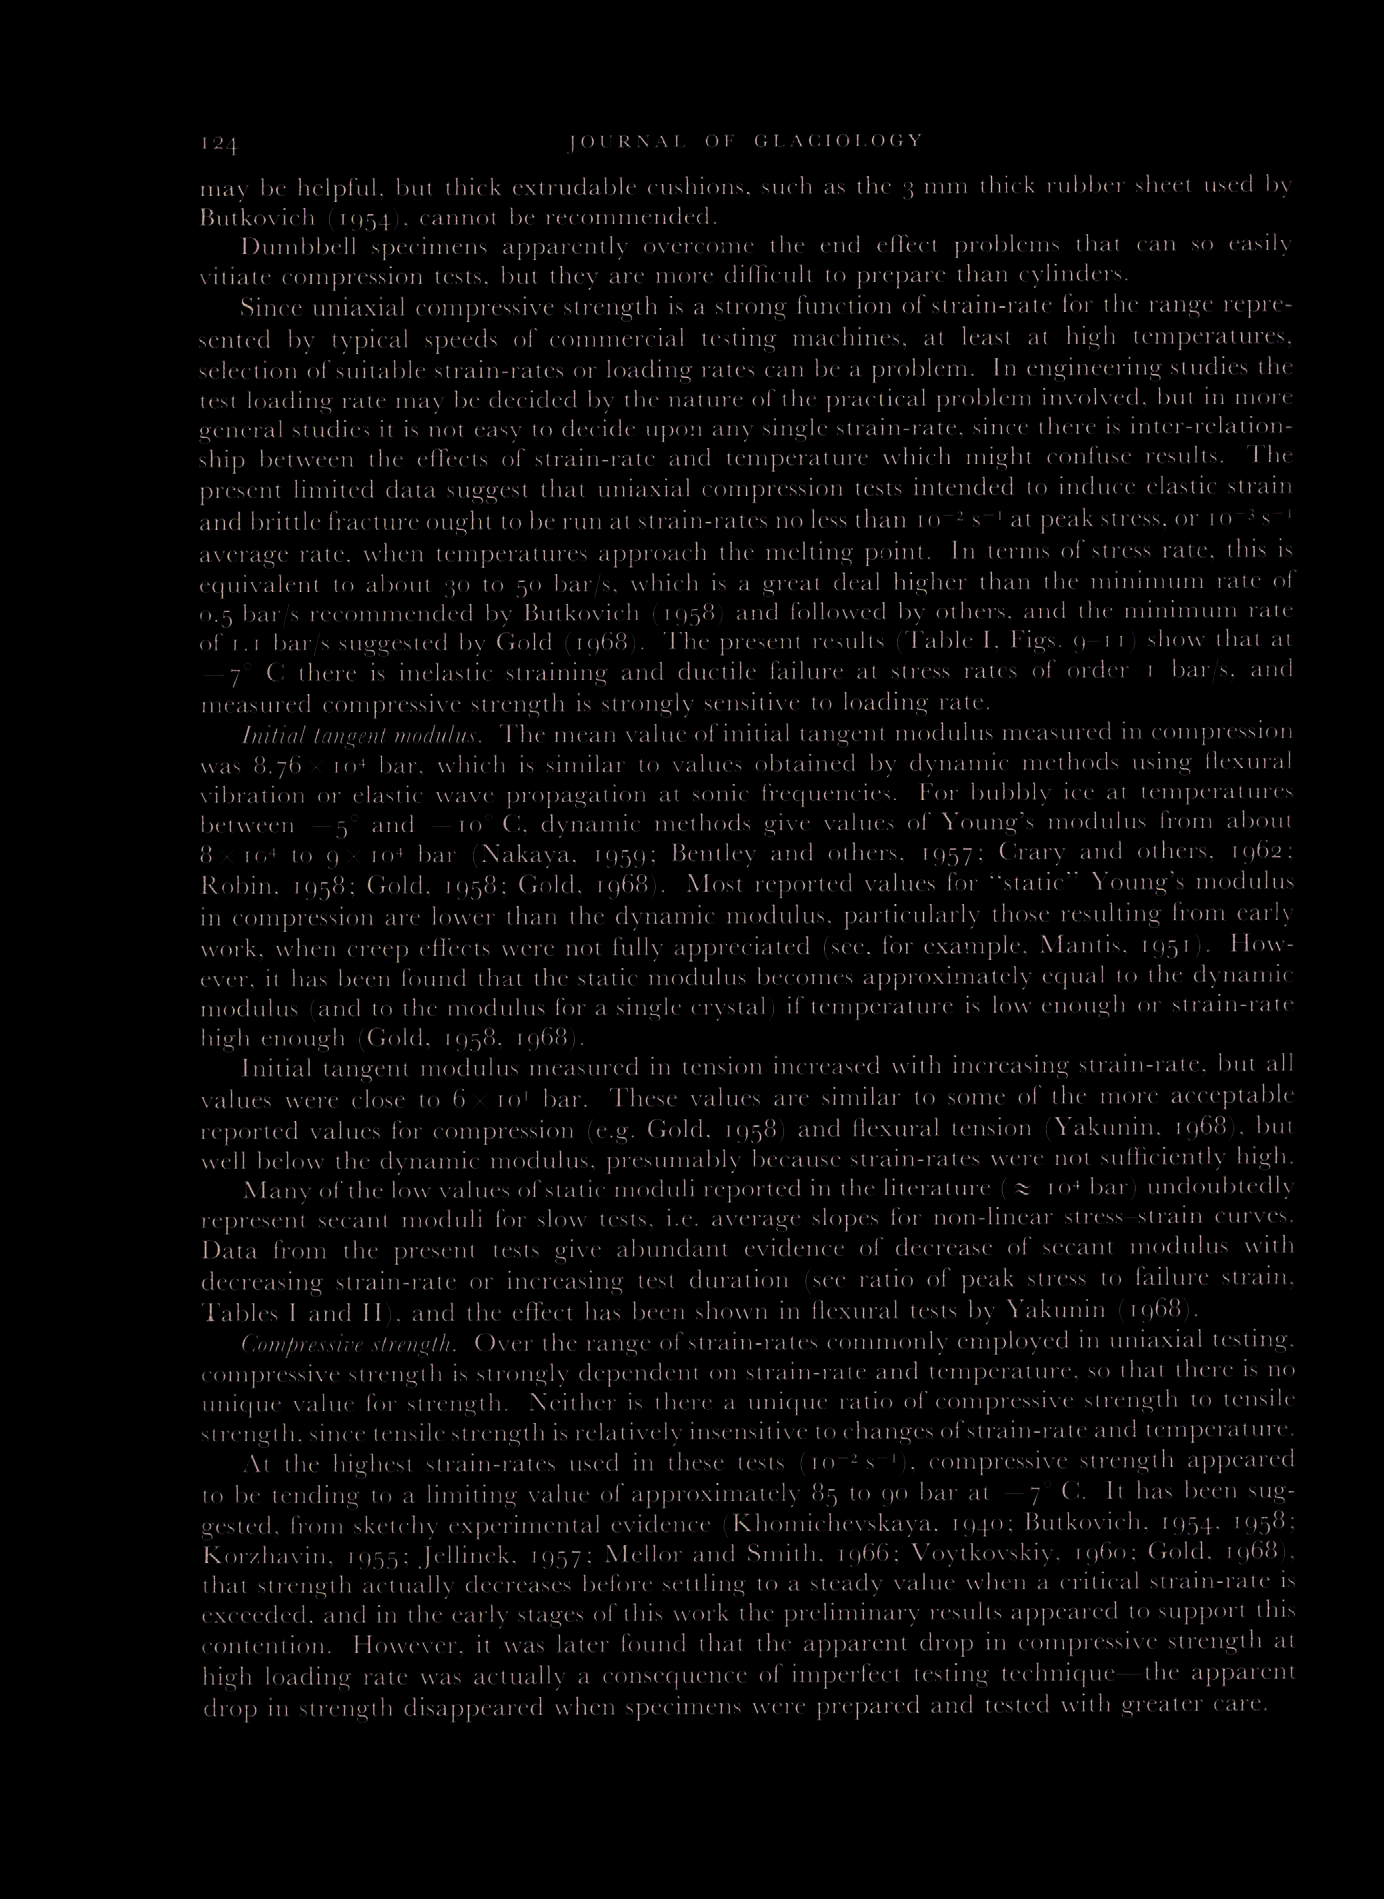 124 JOURNAL OF GLACIOLOGY
may be helpful, but thick extrudable cushions, such as the 3 mm thick rubber sheet used by
Butkovich (1954), cannot be recommended.
Dumbbell specimens apparently overcome the end effect problems that can so easily
vitiate compression tests, but they are more difficult to prepare than cylinders.
Since uniaxial compressive strength is a strong function of strain-rate for the range repre-
sented by typical speeds of commercial testing machines, at least at high temperatures,
selection of suitable strain-rates or loading rates can be a problem. In engineering studies the
test loading rate may be decided by the nature of the practical problem involved, but in more
general studies it is not easy to decide upon any single strain-rate, since there is inter-relation-
ship between the effects of strain-rate and temperature which might confuse results. The
present limited data suggest that uniaxial compression tests intended to induce elastic strain
and brittle fracture ought to be run at strain-rates no less than 10⁻² s⁻¹ at peak stress, or 10⁻³ s⁻¹
average rate, when temperatures approach the melting point. In terms of stress rate, this is
equivalent to about 30 to 50 bar/s, which is a great deal higher than the minimum rate of
0.5 bar/s recommended by Butkovich (1958) and followed by others, and the minimum rate
of 1.1 bar/s suggested by Gold (1968). The present results (Table I, Figs. 9–11) show that at
—7° C there is inelastic straining and ductile failure at stress rates of order 1 bar/s, and
measured compressive strength is strongly sensitive to loading rate.
Initial tangent modulus. The mean value of initial tangent modulus measured in compression
was 8.76 × 10⁴ bar, which is similar to values obtained by dynamic methods using flexural
vibration or elastic wave propagation at sonic frequencies. For bubbly ice at temperatures
between —5° and —10° C, dynamic methods give values of Young's modulus from about
8 × 10⁴ to 9 × 10⁴ bar (Nakaya, 1959; Bentley and others, 1957; Crary and others, 1962;
Robin, 1958; Gold, 1958; Gold, 1968). Most reported values for "static" Young's modulus
in compression are lower than the dynamic modulus, particularly those resulting from early
work, when creep effects were not fully appreciated (see, for example, Mantis, 1951). How-
ever, it has been found that the static modulus becomes approximately equal to the dynamic
modulus (and to the modulus for a single crystal) if temperature is low enough or strain-rate
high enough (Gold, 1958, 1968).
Initial tangent modulus measured in tension increased with increasing strain-rate, but all
values were close to 6 × 10⁴ bar. These values are similar to some of the more acceptable
reported values for compression (e.g. Gold, 1958) and flexural tension (Yakunin, 1968), but
well below the dynamic modulus, presumably because strain-rates were not sufficiently high.
Many of the low values of static moduli reported in the literature (≈ 10⁴ bar) undoubtedly
represent secant moduli for slow tests, i.e. average slopes for non-linear stress–strain curves.
Data from the present tests give abundant evidence of decrease of secant modulus with
decreasing strain-rate or increasing test duration (see ratio of peak stress to failure strain,
Tables I and II), and the effect has been shown in flexural tests by Yakunin (1968).
Compressive strength. Over the range of strain-rates commonly employed in uniaxial testing,
compressive strength is strongly dependent on strain-rate and temperature, so that there is no
unique value for strength. Neither is there a unique ratio of compressive strength to tensile
strength, since tensile strength is relatively insensitive to changes of strain-rate and temperature.
At the highest strain-rates used in these tests (10⁻² s⁻¹), compressive strength appeared
to be tending to a limiting value of approximately 85 to 90 bar at —7° C. It has been sug-
gested, from sketchy experimental evidence (Khomichevskaya, 1940; Butkovich, 1954, 1958;
Korzhavin, 1955; Jellinek, 1957; Mellor and Smith, 1966; Voytkovskiy, 1960; Gold, 1968),
that strength actually decreases before settling to a steady value when a critical strain-rate is
exceeded, and in the early stages of this work the preliminary results appeared to support this
contention. However, it was later found that the apparent drop in compressive strength at
high loading rate was actually a consequence of imperfect testing technique—the apparent
drop in strength disappeared when specimens were prepared and tested with greater care.